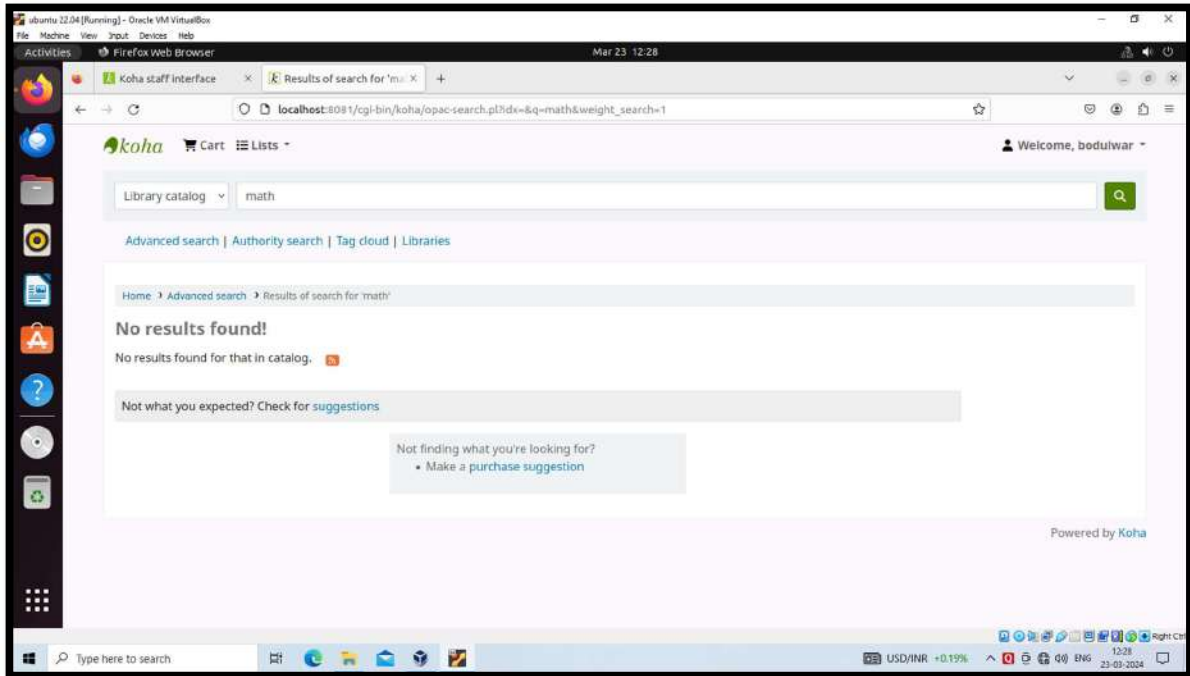 ubuntu 22.04 [Running] - Oracle VM VirtualBox
File Machine View Input Devices Help
Activities Firefox Web Browser Mar 23 12:28
Koha staff interface × Results of search for 'ma × +
localhost:8081/cgi-bin/koha/opac-search.pl?idx=&q=math&weight_search=1
koha Cart Lists Welcome, bodulwar
Library catalog math
Advanced search | Authority search | Tag cloud | Libraries
Home Advanced search Results of search for 'math'
No results found!
No results found for that in catalog.
Not what you expected? Check for suggestions
Not finding what you're looking for?
• Make a purchase suggestion
Powered by Koha
Right Ctrl
Type here to search USD/INR +0.19% ENG 12:28
23-03-2024